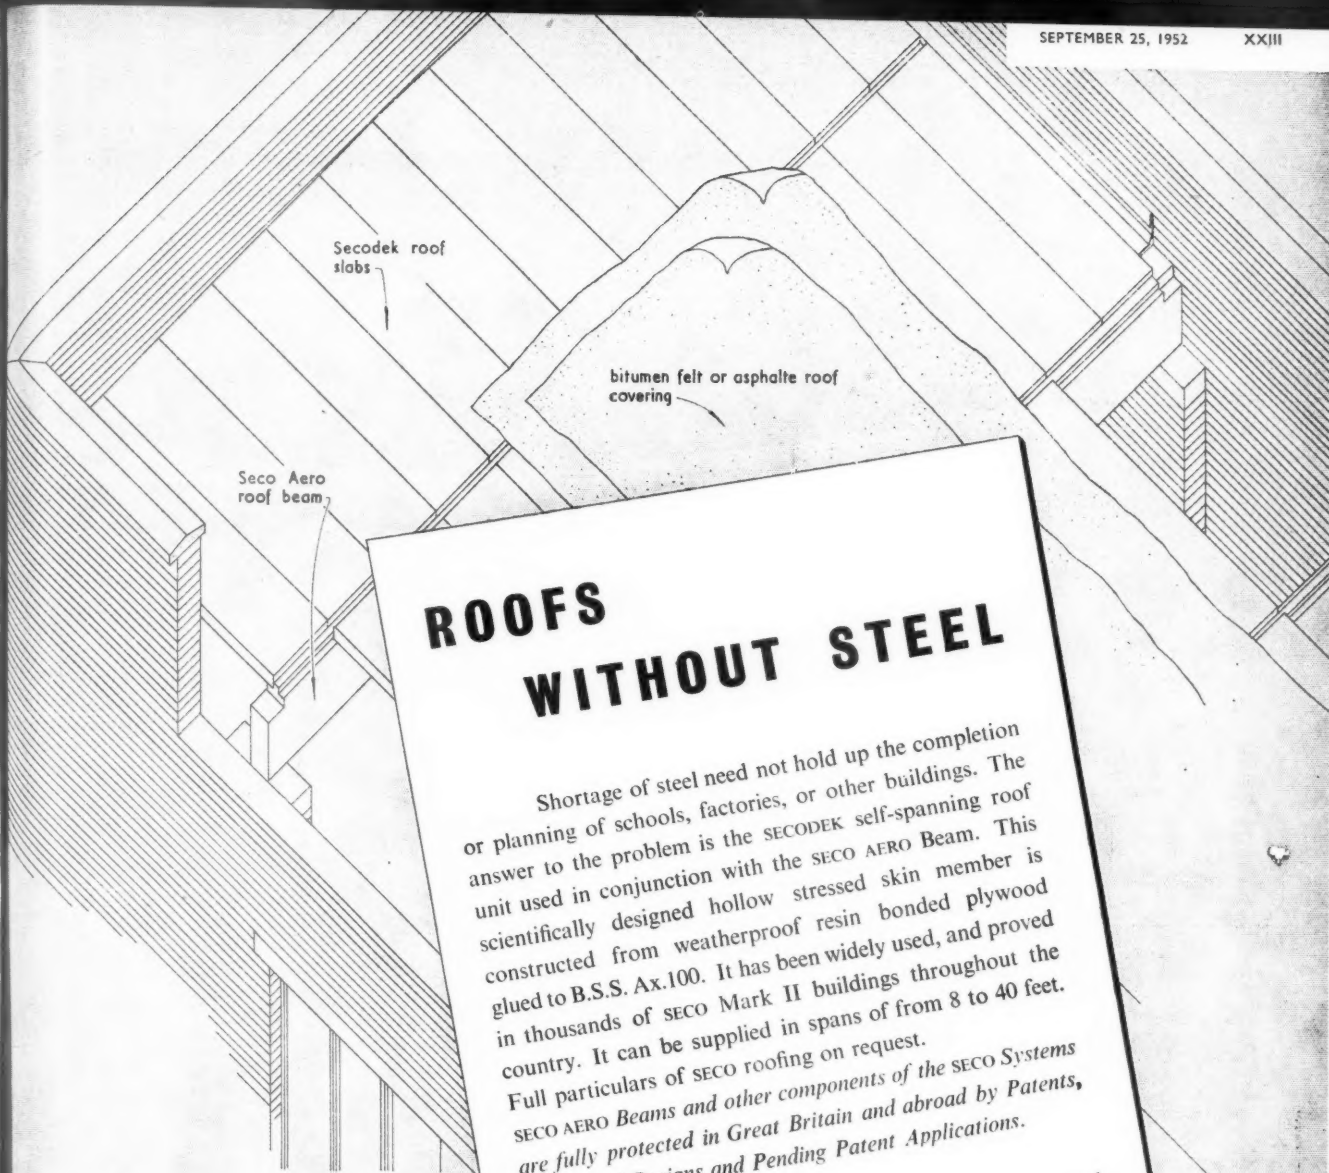 SEPTEMBER 25, 1952 XXIII
Secodek roof
slabs
bitumen felt or asphalte roof
covering
Seco Aero
roof beam
ROOFS
WITHOUT STEEL
Shortage of steel need not hold up the completion
or planning of schools, factories, or other buildings. The
answer to the problem is the SECODEK self-spanning roof
unit used in conjunction with the SECO AERO Beam. This
scientifically designed hollow stressed skin member is
constructed from weatherproof resin bonded plywood
glued to B.S.S. Ax.100. It has been widely used, and proved
in thousands of SECO Mark II buildings throughout the
country. It can be supplied in spans of from 8 to 40 feet.
Full particulars of SECO roofing on request.
SECO AERO Beams and other components of the SECO Systems
are fully protected in Great Britain and abroad by Patents,
and Pending Patent Applications.